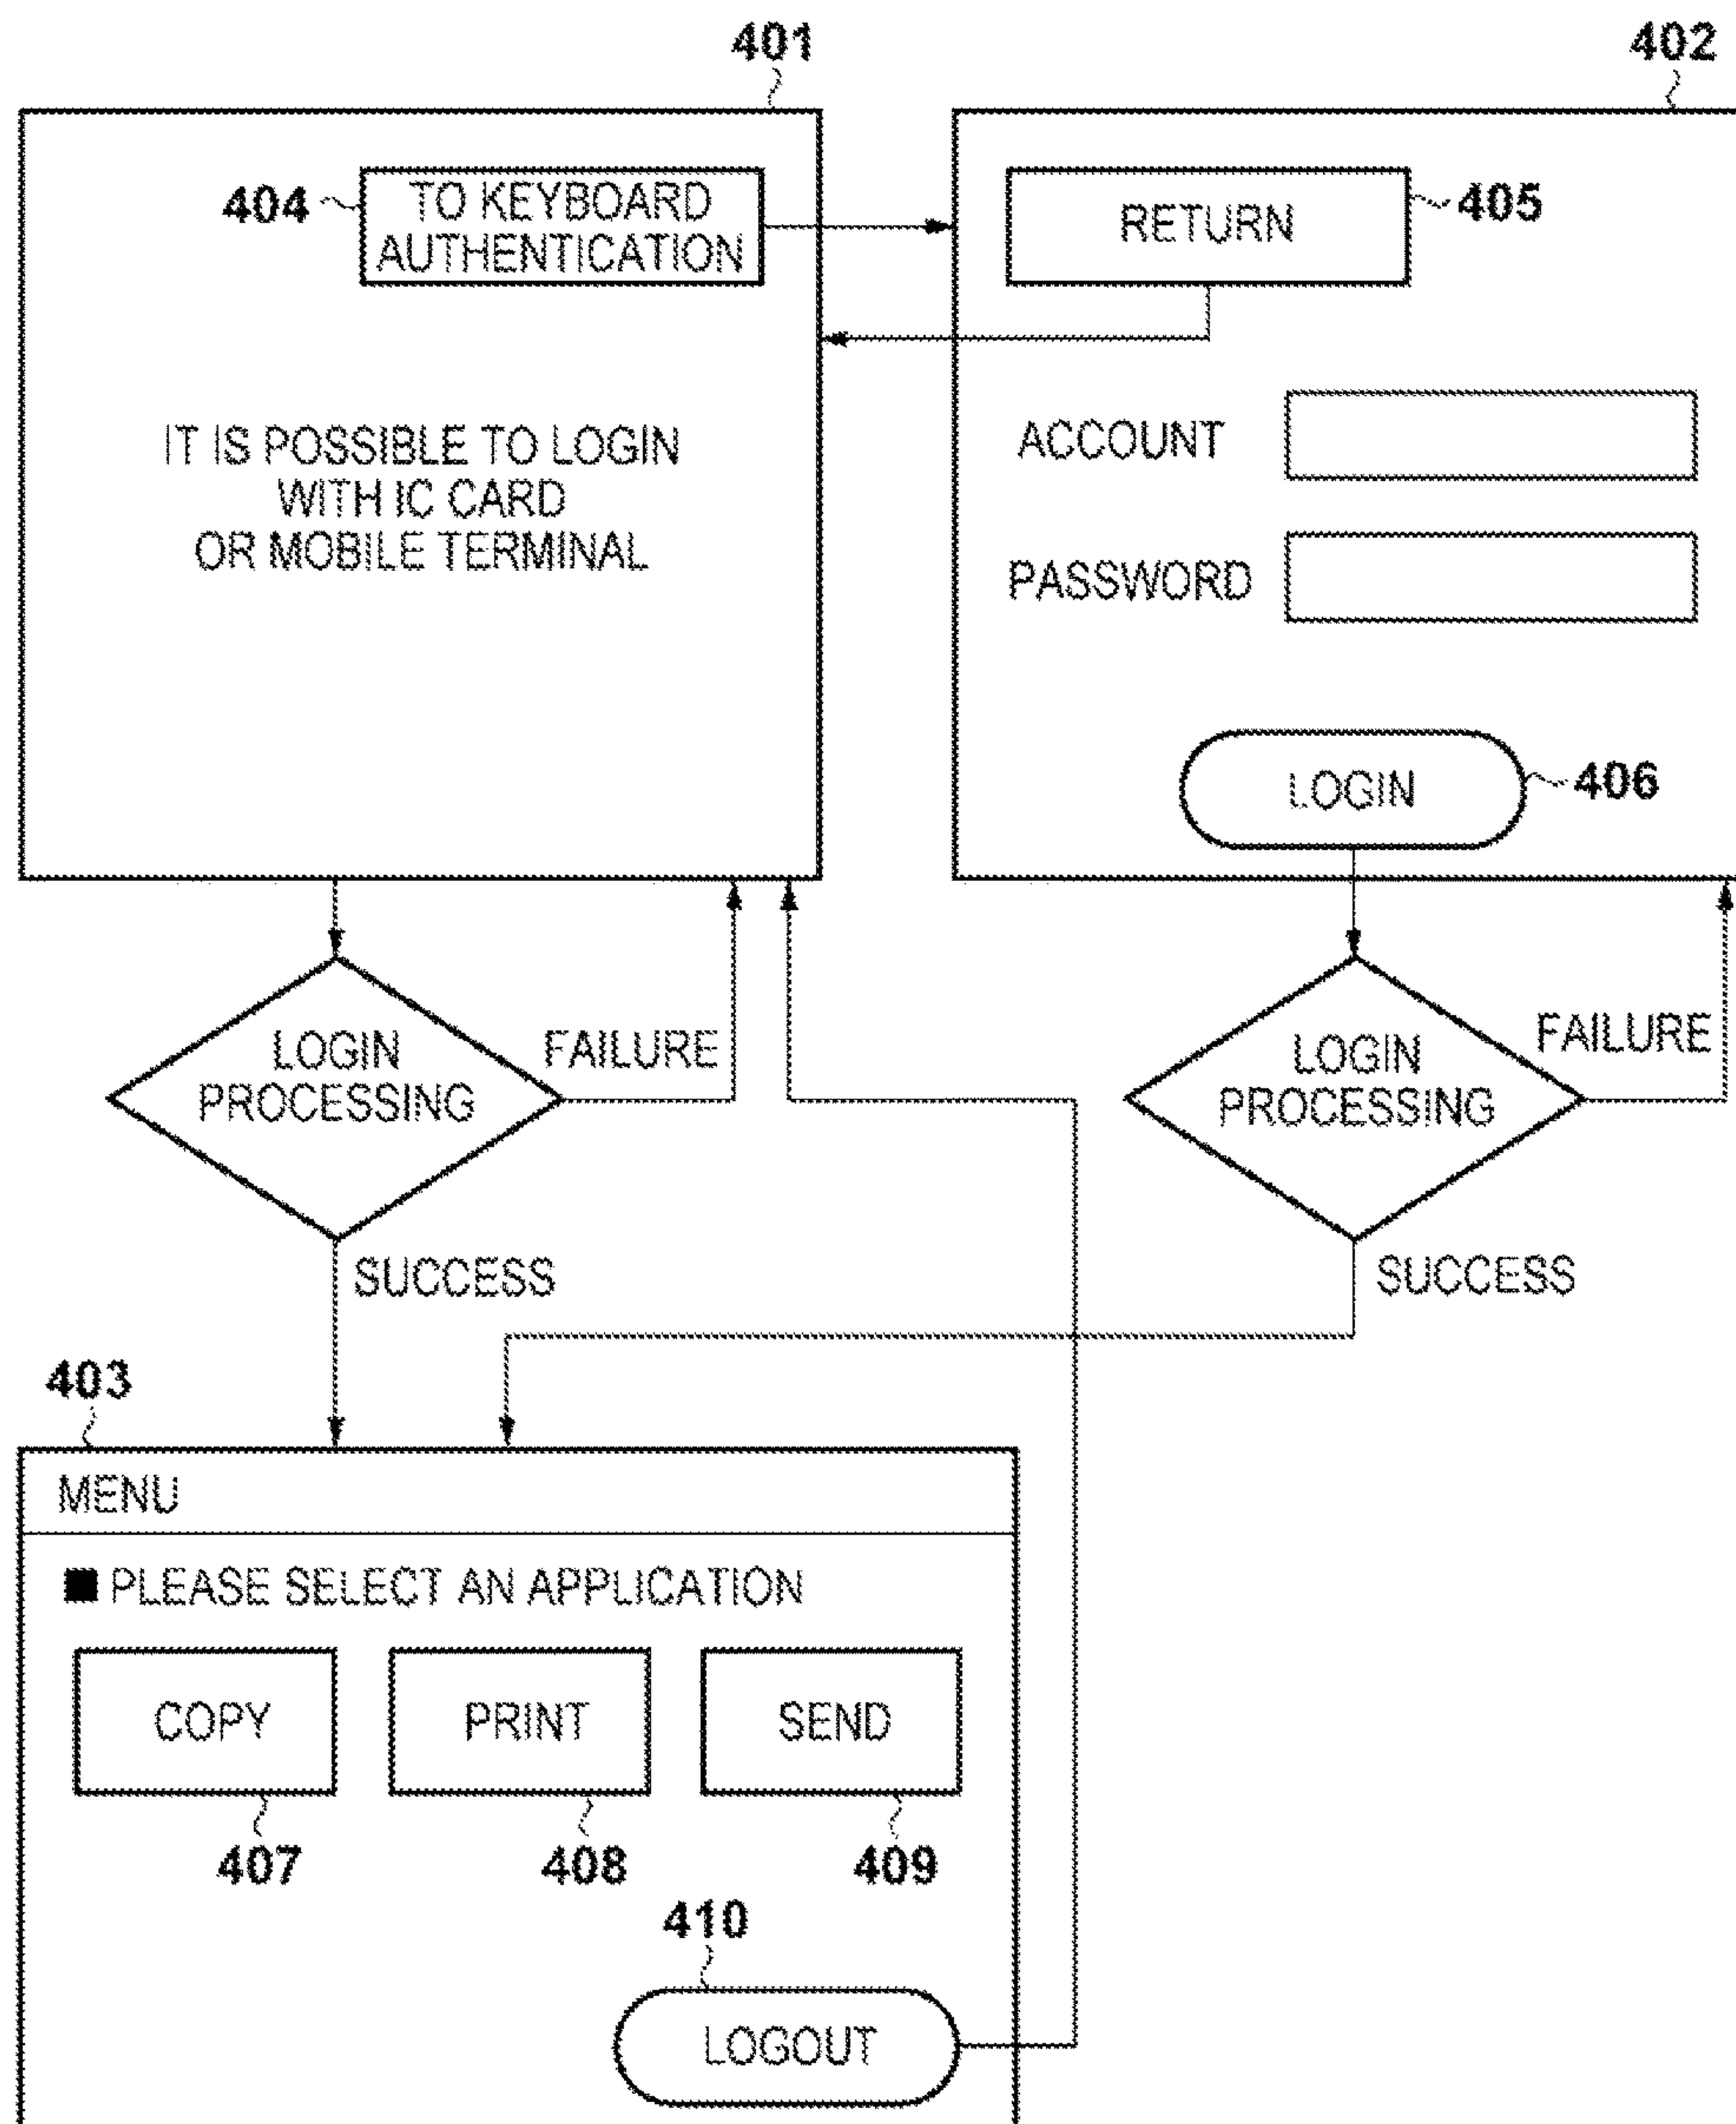 401
402
404
TO KEYBOARD
AUTHENTICATION
RETURN
405
IT IS POSSIBLE TO LOGIN
WITH IC CARD
OR MOBILE TERMINAL
ACCOUNT
PASSWORD
LOGIN
406
LOGIN
PROCESSING
FAILURE
SUCCESS
LOGIN
PROCESSING
FAILURE
SUCCESS
403
MENU
■ PLEASE SELECT AN APPLICATION
COPY
PRINT
SEND
407
408
409
410
LOGOUT